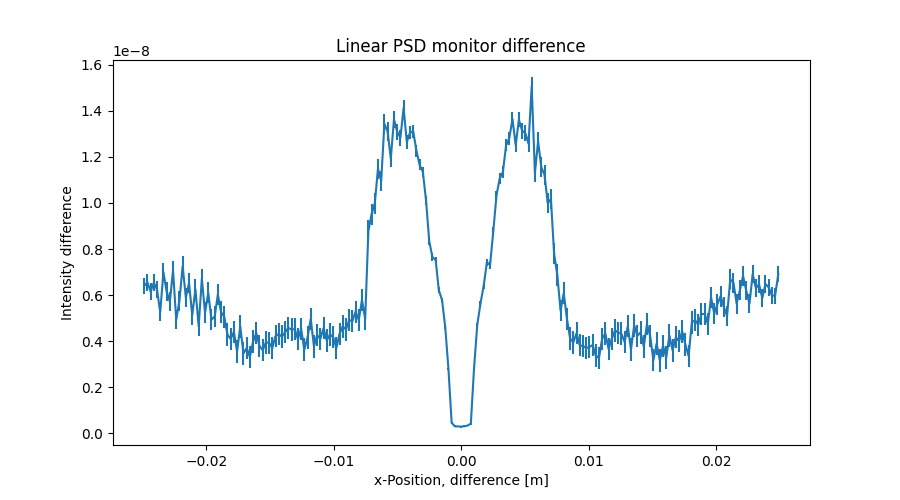 Linear PSD monitor difference
1e−8
1.6
1.4
1.2
1.0
0.8
0.6
0.4
0.2
0.0
Intensity difference
−0.02 −0.01 0.00 0.01 0.02
x-Position, difference [m]